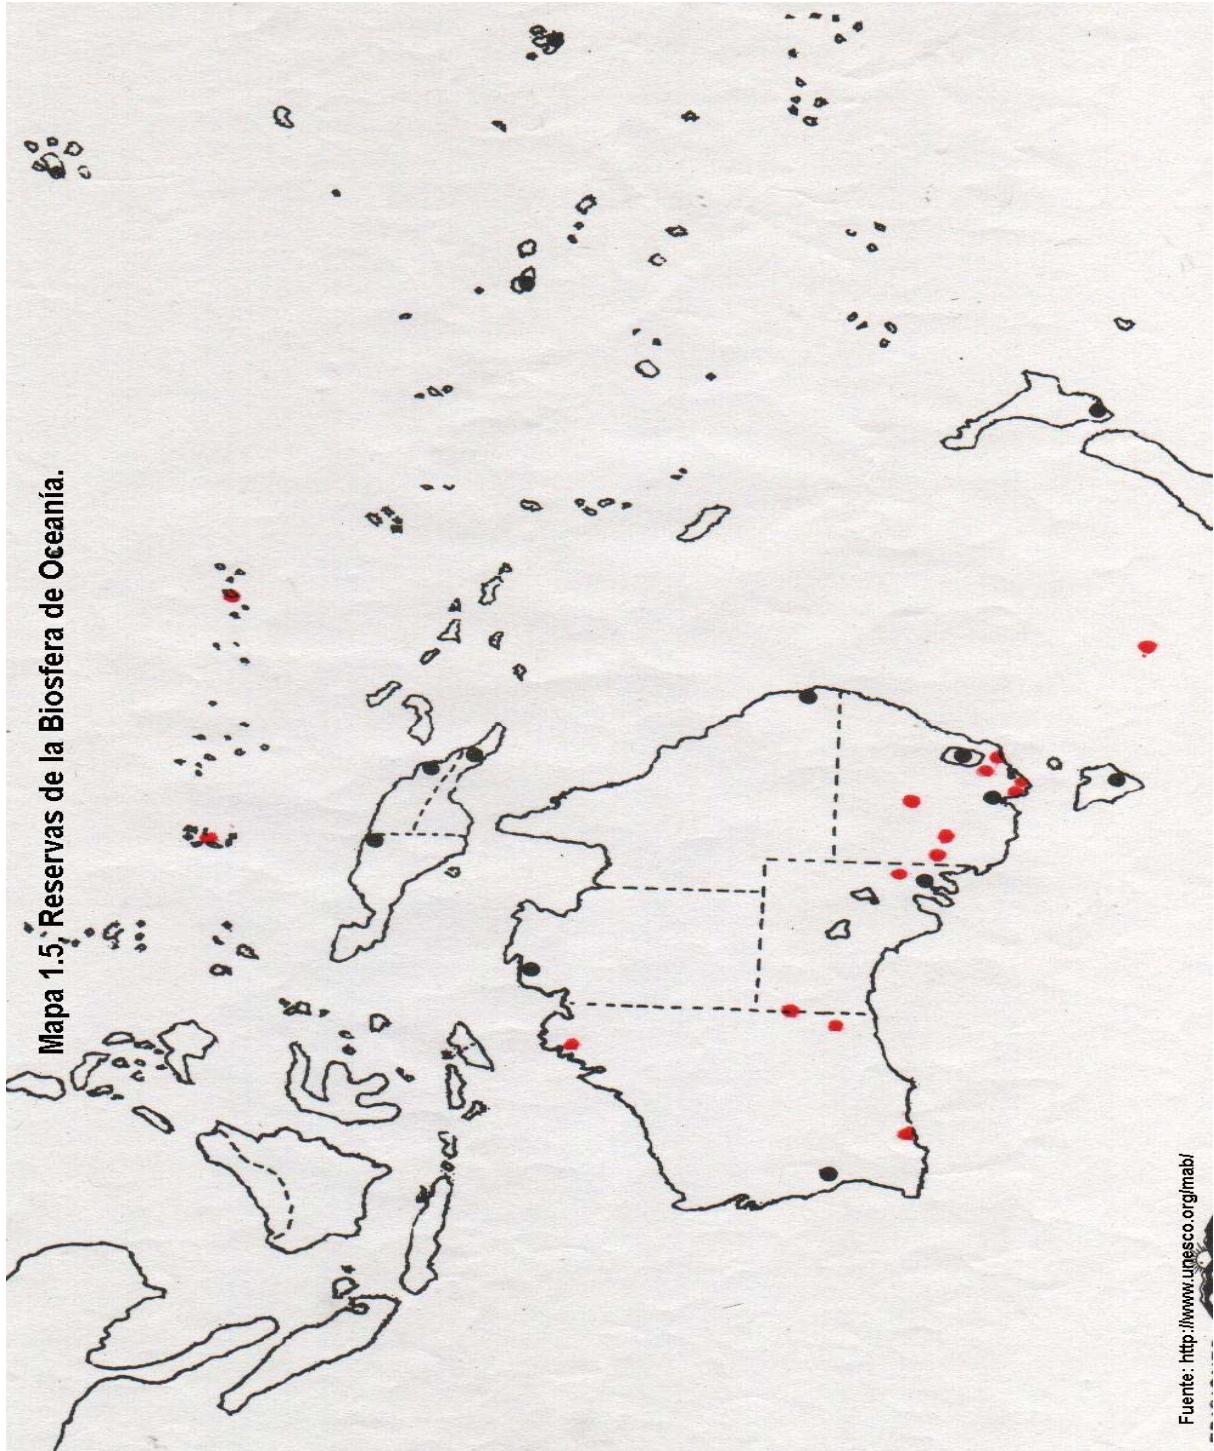 Mapa 1.5. Reservas de la Biosfera de Oceanía.
Fuente: http://www.unesco.org/mab/